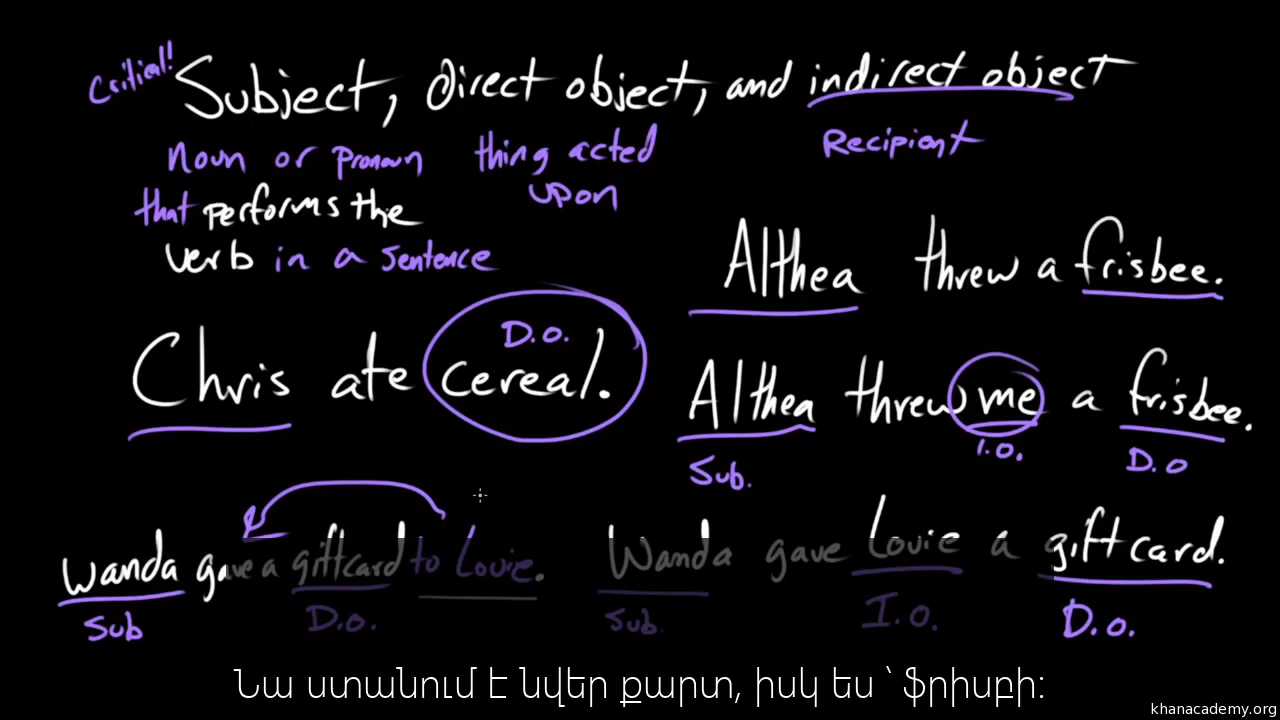 Critical!
Subject, direct object, and indirect object
noun or pronoun
that performs the
verb in a sentence
thing acted
upon
Recipient
Althea threw a frisbee.
Chris ate cereal.
D.O.
Althea threw me a frisbee.
Sub.
I.O.
D.O
Wanda gave a giftcard to Louie.
Sub
D.O.
Wanda gave Louie a giftcard.
Sub.
I.O.
D.O.
Նա ստանում է նվեր քարտ, իսկ ես ՝ ֆրիսբի:
khanacademy.org